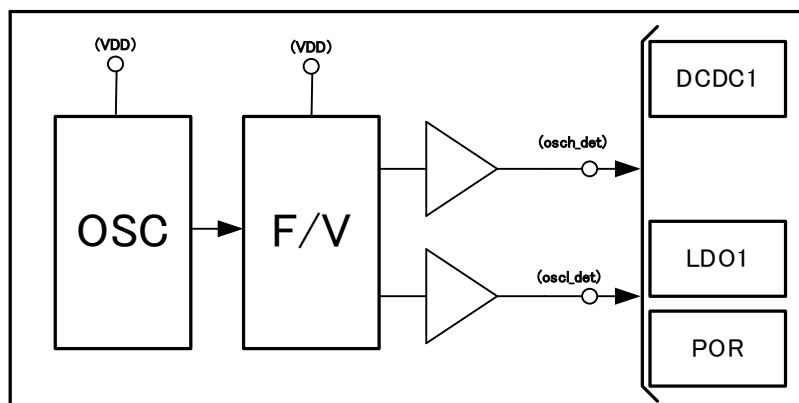 (VDD)
(VDD)
OSC
F/V
(osch_det)
(oscl_det)
DCDC1
LDO1
POR